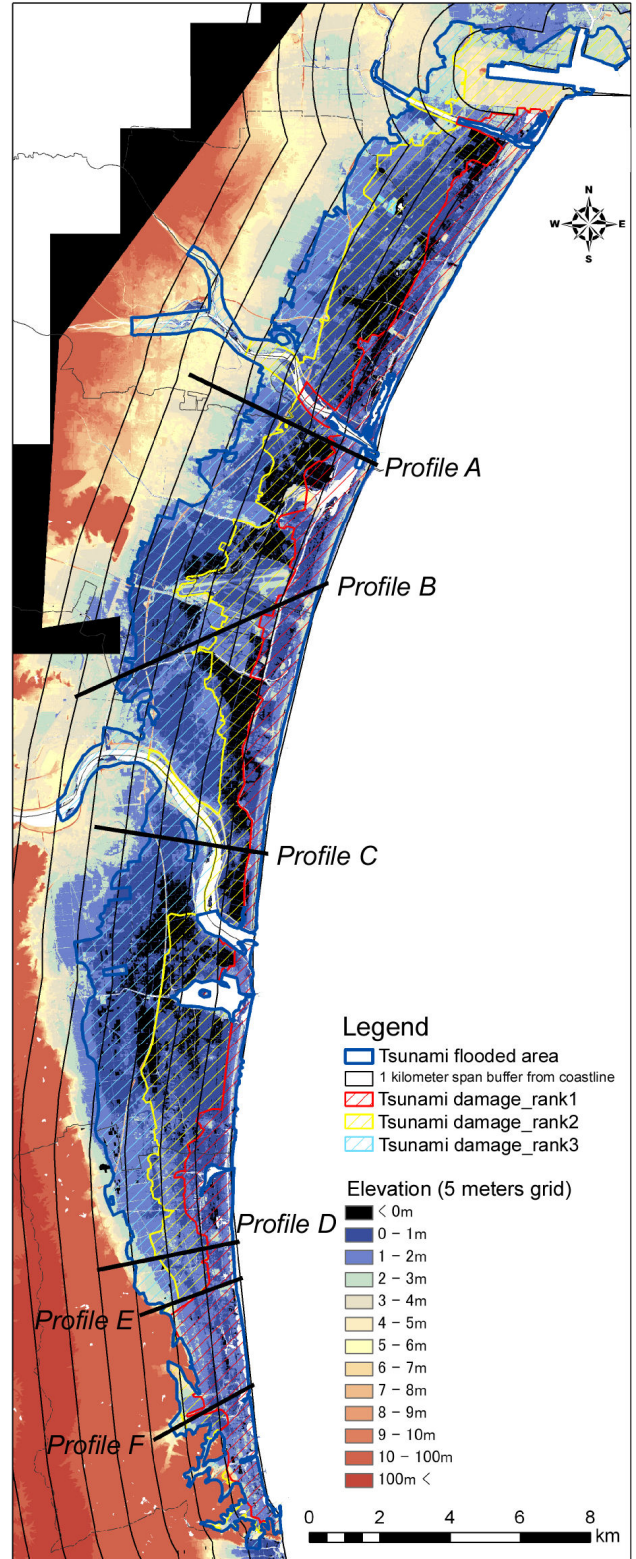 N
W E
S
Profile A
Profile B
Profile C
Legend
Tsunami flooded area
1 kilometer span buffer from coastline
Tsunami damage_rank1
Tsunami damage_rank2
Tsunami damage_rank3
Elevation (5 meters grid)
< 0m
0 - 1m
1 - 2m
2 - 3m
3 - 4m
4 - 5m
5 - 6m
6 - 7m
7 - 8m
8 - 9m
9 - 10m
10 - 100m
100m <
Profile D
Profile E
Profile F
0 2 4 6 8
km